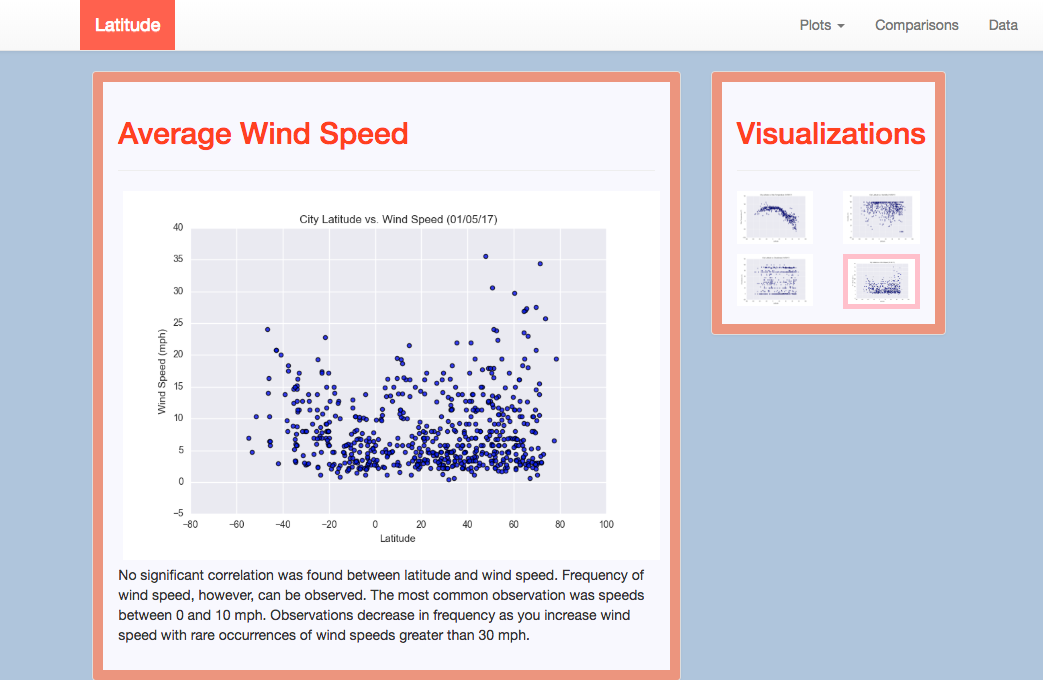 Latitude
Plots
Comparisons
Data
Average Wind Speed
City Latitude vs. Wind Speed (01/05/17)
Wind Speed (mph)
40
35
30
25
20
15
10
5
0
−5
−80 −60 −40 −20 0 20 40 60 80 100
Latitude
No significant correlation was found between latitude and wind speed. Frequency of
wind speed, however, can be observed. The most common observation was speeds
between 0 and 10 mph. Observations decrease in frequency as you increase wind
speed with rare occurrences of wind speeds greater than 30 mph.
Visualizations